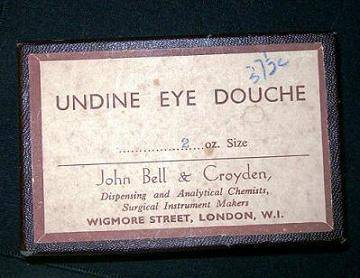 UNDINE EYE DOUCHE
2 oz. Size
John Bell & Croyden,
Dispensing and Analytical Chemists,
Surgical Instrument Makers
WIGMORE STREET, LONDON, W.I.